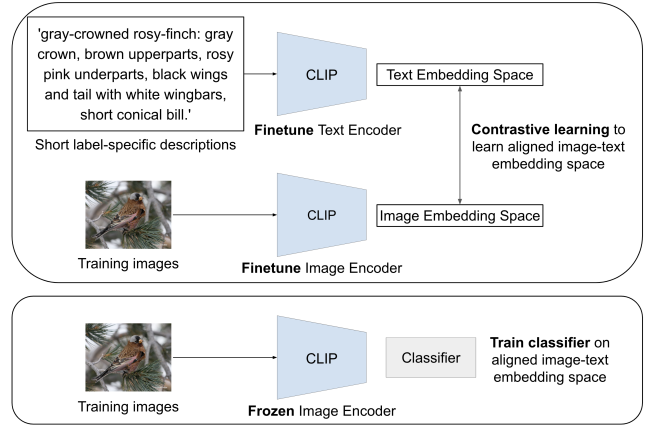 'gray-crowned rosy-finch: gray
crown, brown upperparts, rosy
pink underparts, black wings
and tail with white wingbars,
short conical bill.'
Short label-specific descriptions
CLIP
Finetune Text Encoder
Text Embedding Space
Contrastive learning to
learn aligned image-text
embedding space
Training images
CLIP
Finetune Image Encoder
Image Embedding Space
Training images
CLIP
Frozen Image Encoder
Classifier
Train classifier on
aligned image-text
embedding space